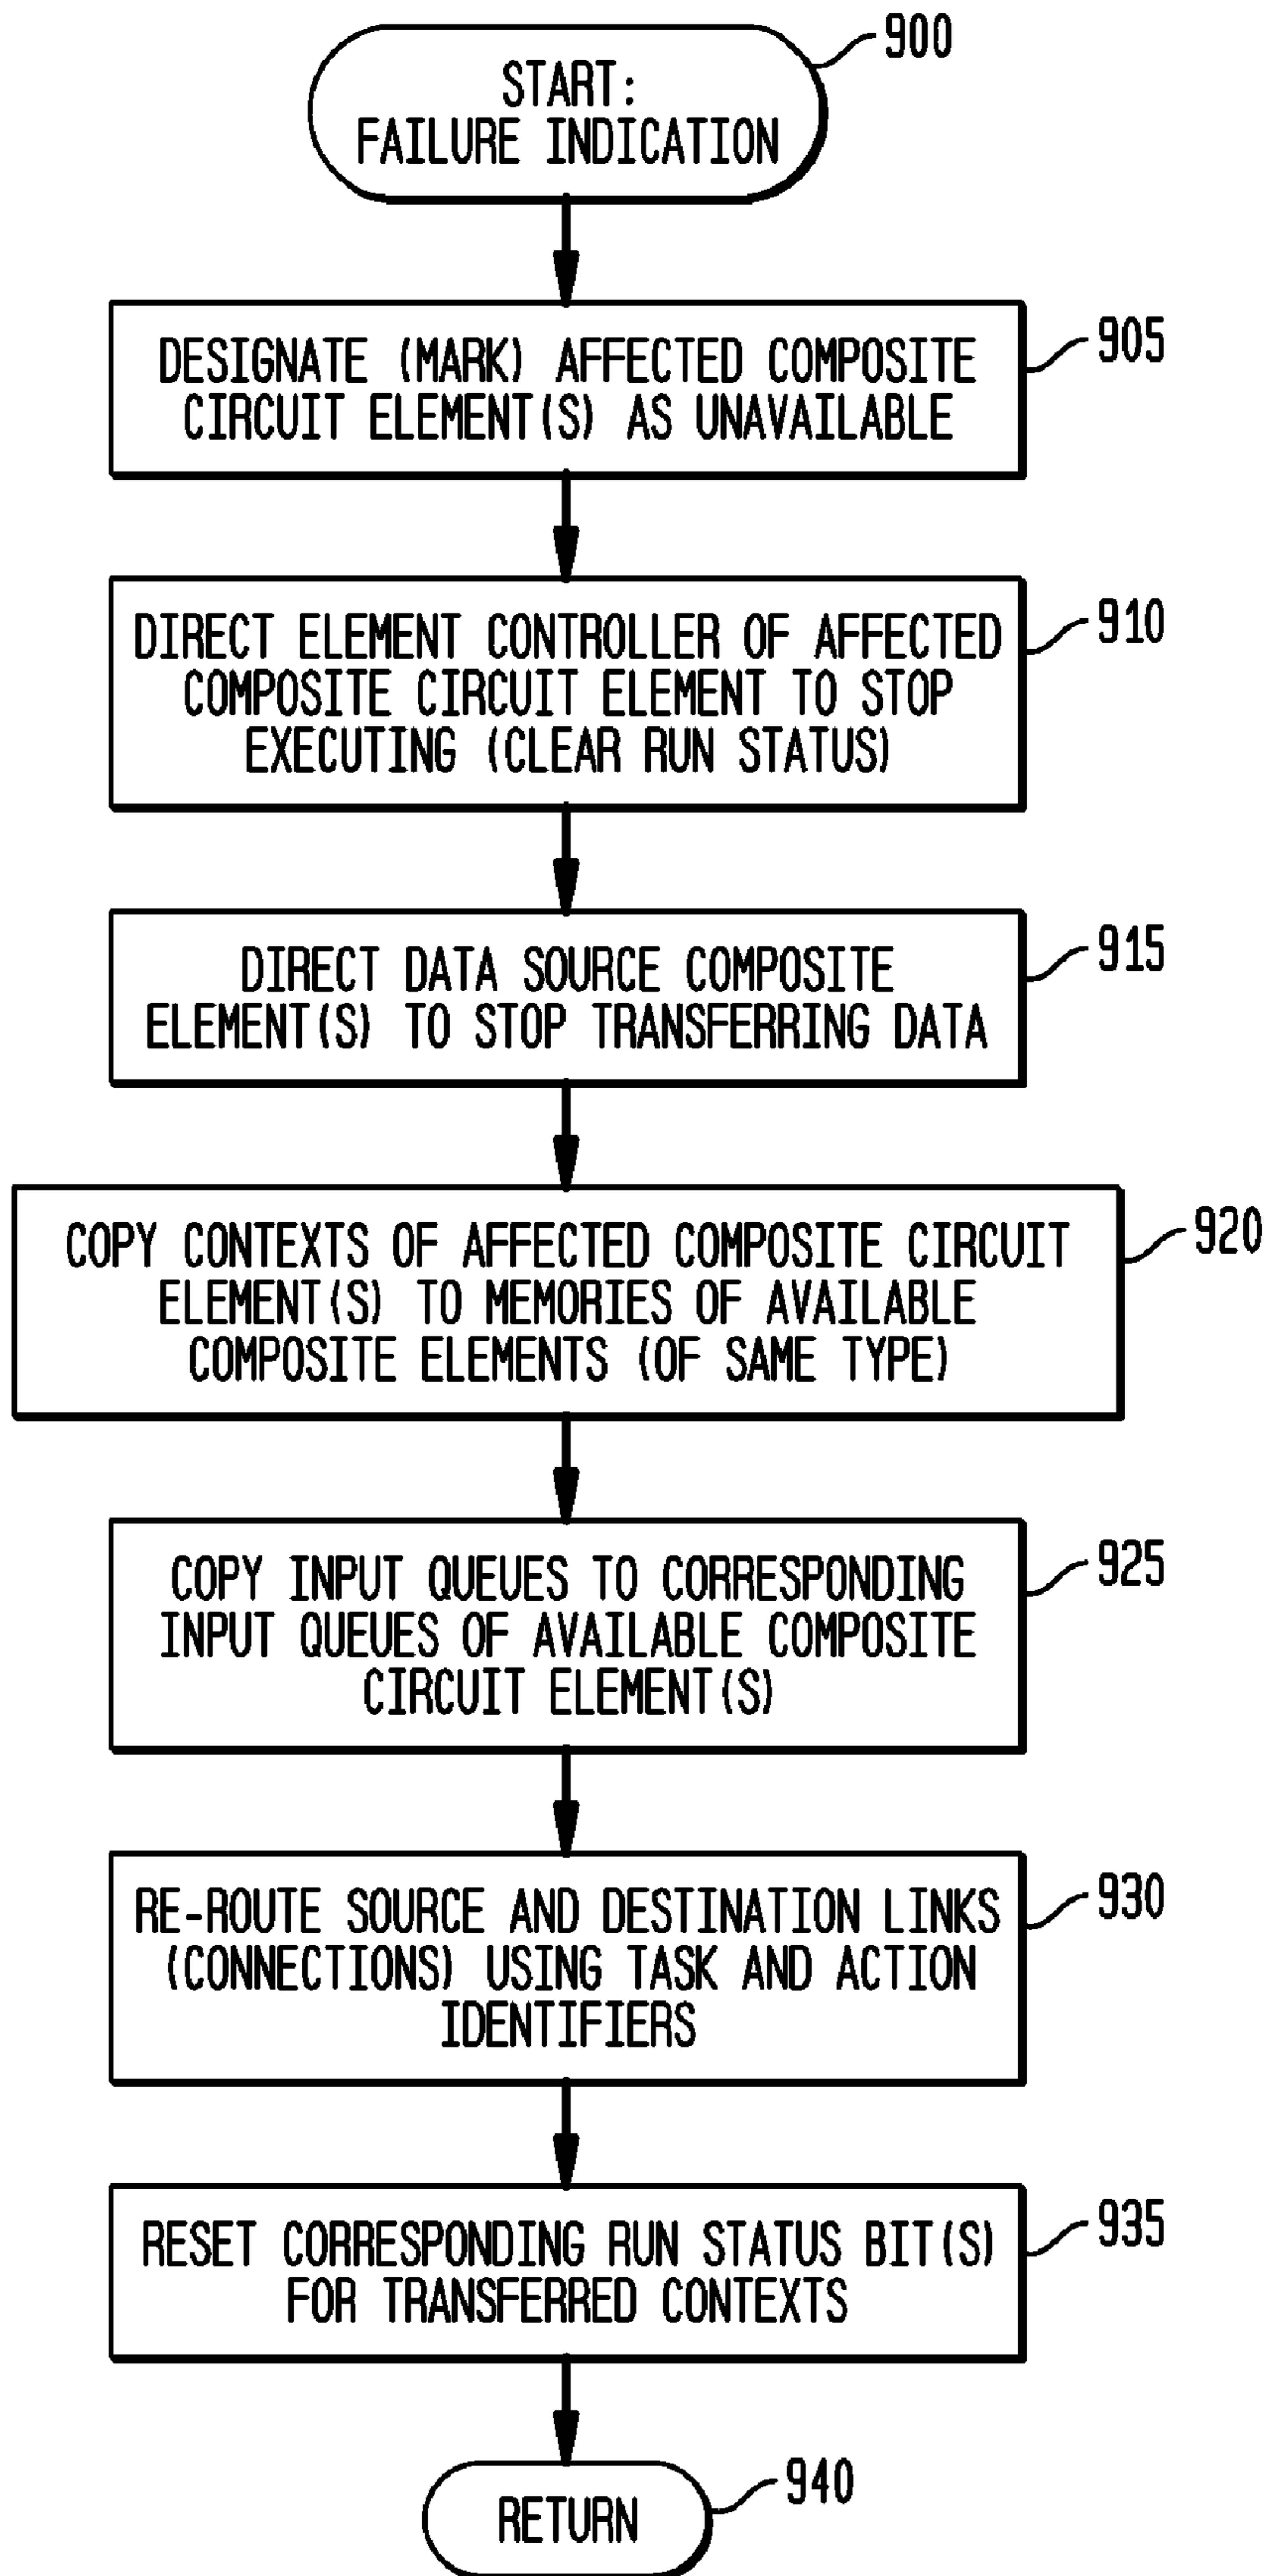 900
START:
FAILURE INDICATION
905
DESIGNATE (MARK) AFFECTED COMPOSITE
CIRCUIT ELEMENT(S) AS UNAVAILABLE
910
DIRECT ELEMENT CONTROLLER OF AFFECTED
COMPOSITE CIRCUIT ELEMENT TO STOP
EXECUTING (CLEAR RUN STATUS)
915
DIRECT DATA SOURCE COMPOSITE
ELEMENT(S) TO STOP TRANSFERRING DATA
920
COPY CONTEXTS OF AFFECTED COMPOSITE CIRCUIT
ELEMENT(S) TO MEMORIES OF AVAILABLE
COMPOSITE ELEMENTS (OF SAME TYPE)
925
COPY INPUT QUEUES TO CORRESPONDING
INPUT QUEUES OF AVAILABLE COMPOSITE
CIRCUIT ELEMENT(S)
930
RE-ROUTE SOURCE AND DESTINATION LINKS
(CONNECTIONS) USING TASK AND ACTION
IDENTIFIERS
935
RESET CORRESPONDING RUN STATUS BIT(S)
FOR TRANSFERRED CONTEXTS
940
RETURN